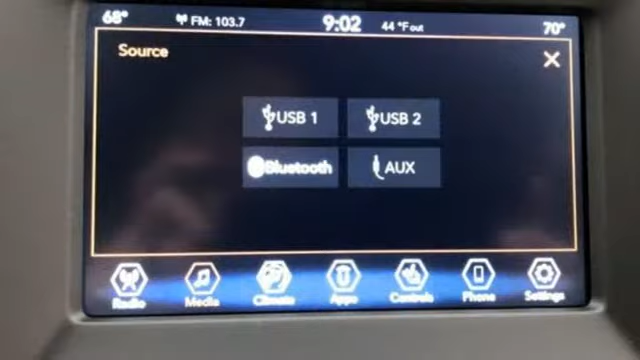 68° FM: 103.7 9:02 44 °F out 70°
Source
USB 1 USB 2
Bluetooth AUX
Radio Media Climate Apps Controls Phone Settings